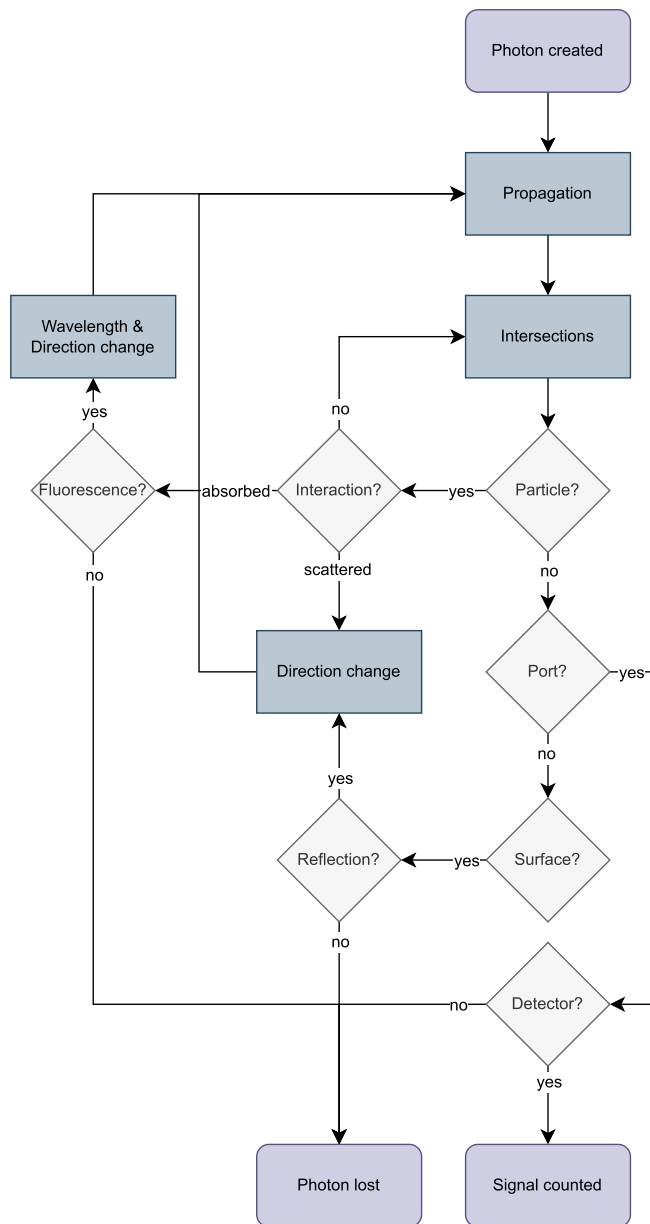 Photon created
Propagation
Wavelength &
Direction change
Intersections
yes
no
Fluorescence?
absorbed
Interaction?
yes
Particle?
no
scattered
no
Direction change
Port?
yes
no
yes
Reflection?
yes
Surface?
no
no
Detector?
yes
Photon lost
Signal counted